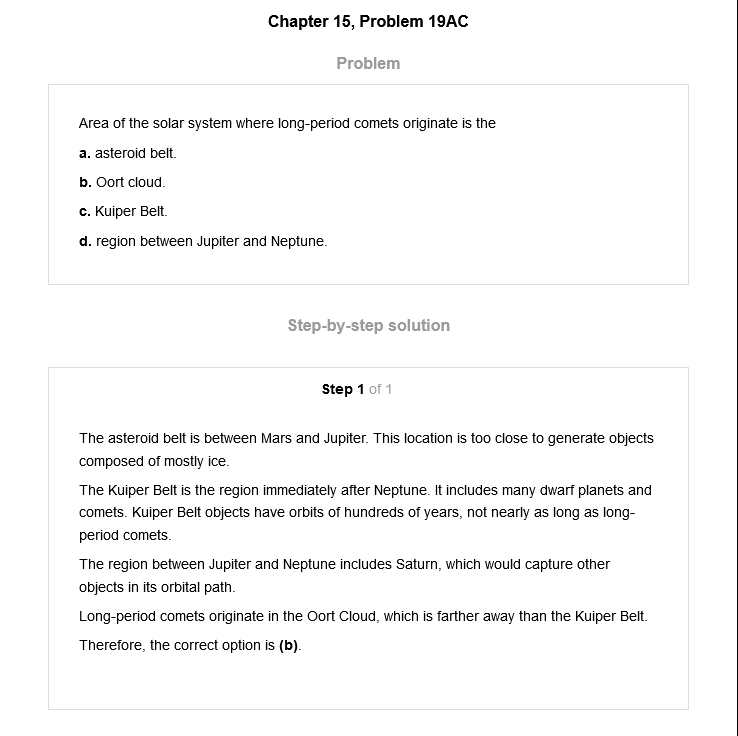 Chapter 15, Problem 19AC
Problem
Area of the solar system where long-period comets originate is the
a. asteroid belt.
b. Oort cloud.
c. Kuiper Belt.
d. region between Jupiter and Neptune.
Step-by-step solution
Step 1 of 1
The asteroid belt is between Mars and Jupiter. This location is too close to generate objects
composed of mostly ice.
The Kuiper Belt is the region immediately after Neptune. It includes many dwarf planets and
comets. Kuiper Belt objects have orbits of hundreds of years, not nearly as long as long-
period comets.
The region between Jupiter and Neptune includes Saturn, which would capture other
objects in its orbital path.
Long-period comets originate in the Oort Cloud, which is farther away than the Kuiper Belt.
Therefore, the correct option is (b).